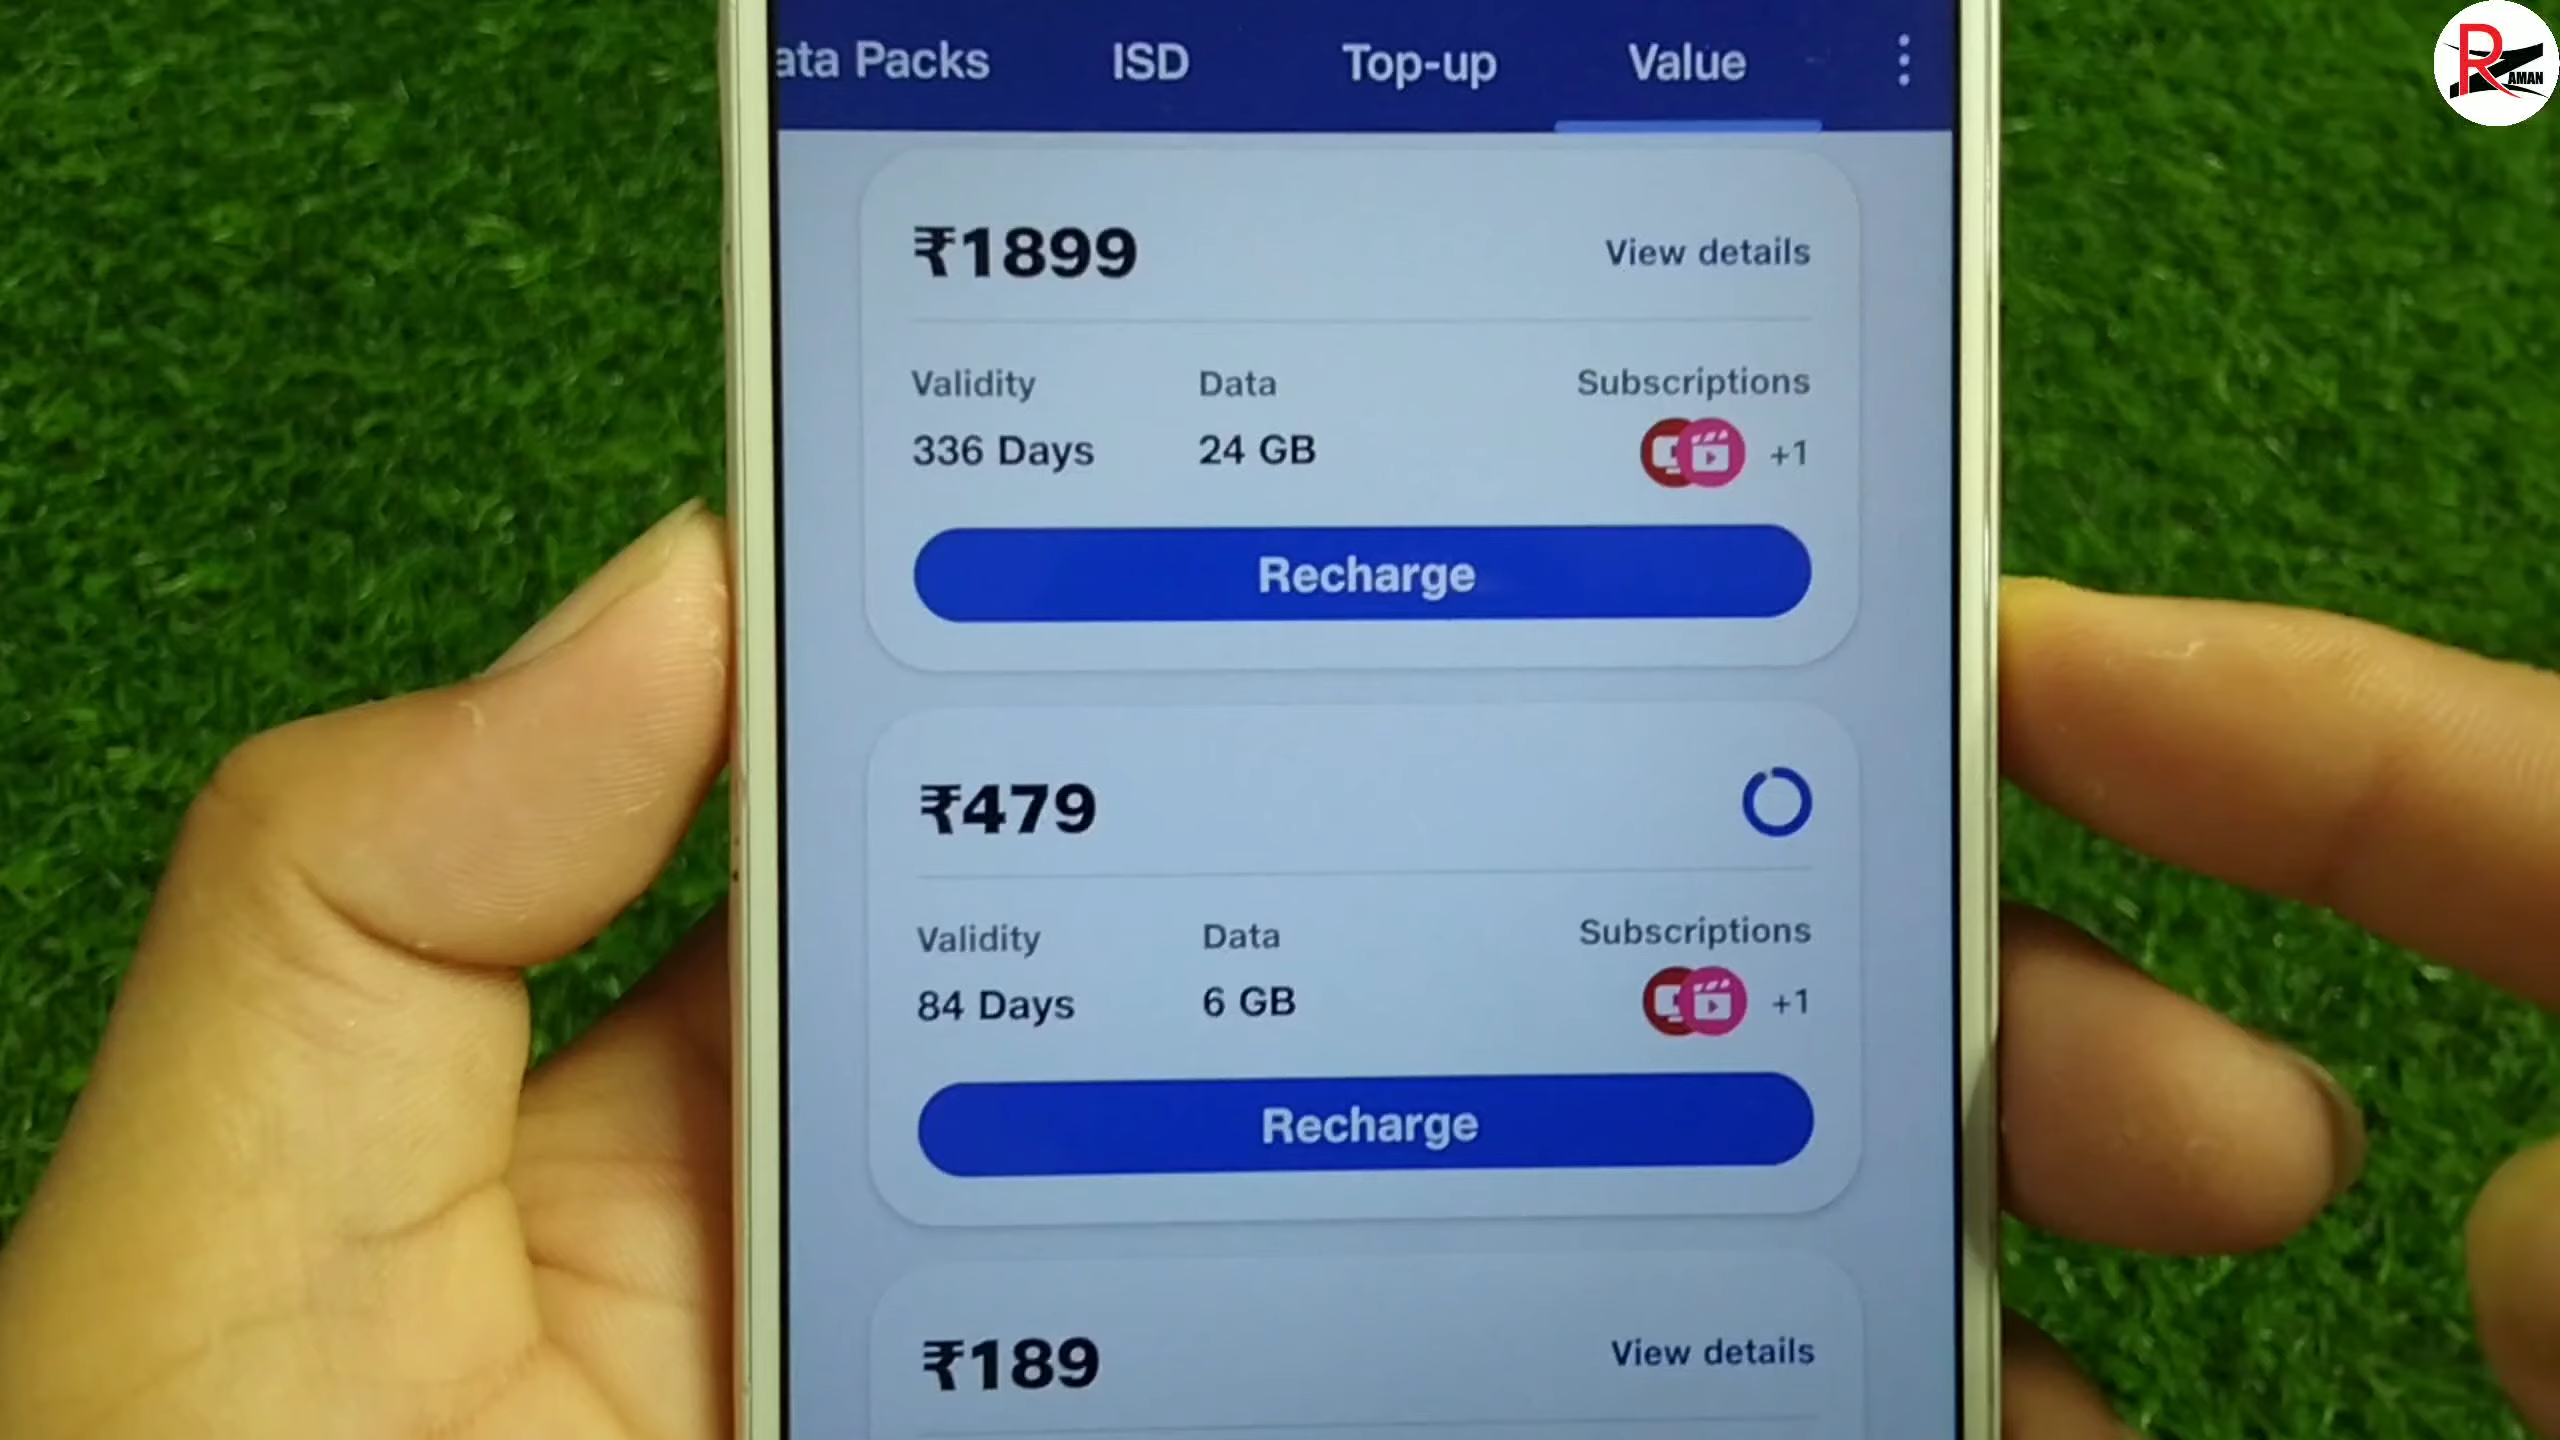 ata Packs ISD Top-up Value
₹1899 View details
Validity Data Subscriptions
336 Days 24 GB +1
Recharge
₹479
Validity Data Subscriptions
84 Days 6 GB +1
Recharge
₹189 View details
RAMAN